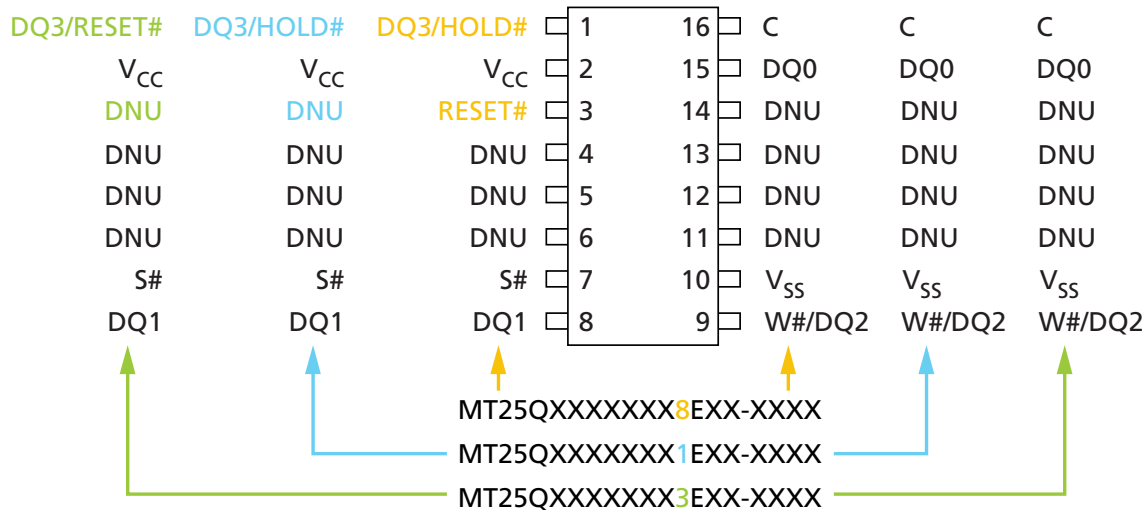 DQ3/RESET# DQ3/HOLD# DQ3/HOLD# 1 16 C C C
VCC VCC VCC 2 15 DQ0 DQ0 DQ0
DNU DNU RESET# 3 14 DNU DNU DNU
DNU DNU DNU 4 13 DNU DNU DNU
DNU DNU DNU 5 12 DNU DNU DNU
DNU DNU DNU 6 11 DNU DNU DNU
S# S# S# 7 10 VSS VSS VSS
DQ1 DQ1 DQ1 8 9 W#/DQ2 W#/DQ2 W#/DQ2
MT25QXXXXXXX8EXX-XXXX
MT25QXXXXXXX1EXX-XXXX
MT25QXXXXXXX3EXX-XXXX